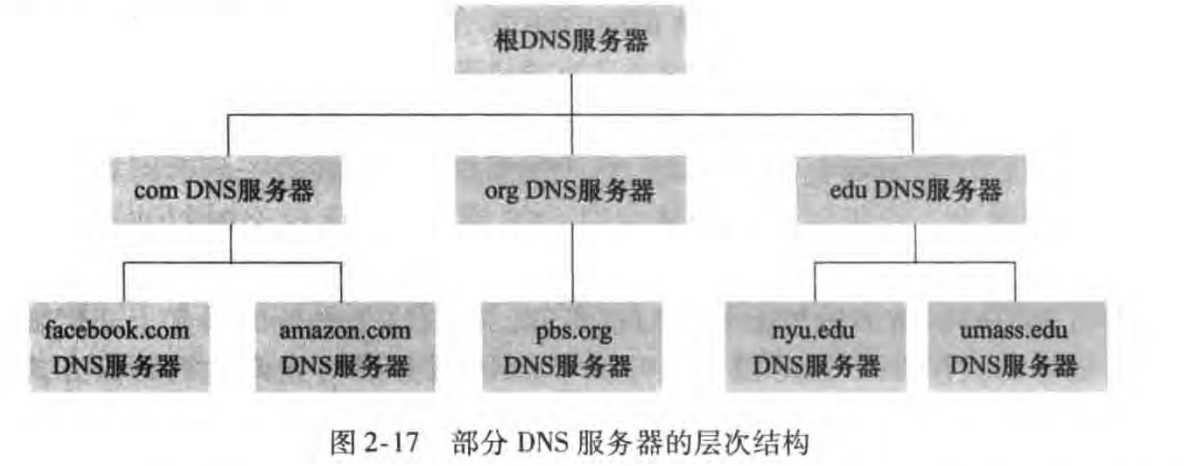 根DNS服务器
com DNS服务器
org DNS服务器
edu DNS服务器
facebook.com
DNS服务器
amazon.com
DNS服务器
pbs.org
DNS服务器
nyu.edu
DNS服务器
umass.edu
DNS服务器
图 2-17 部分 DNS 服务器的层次结构